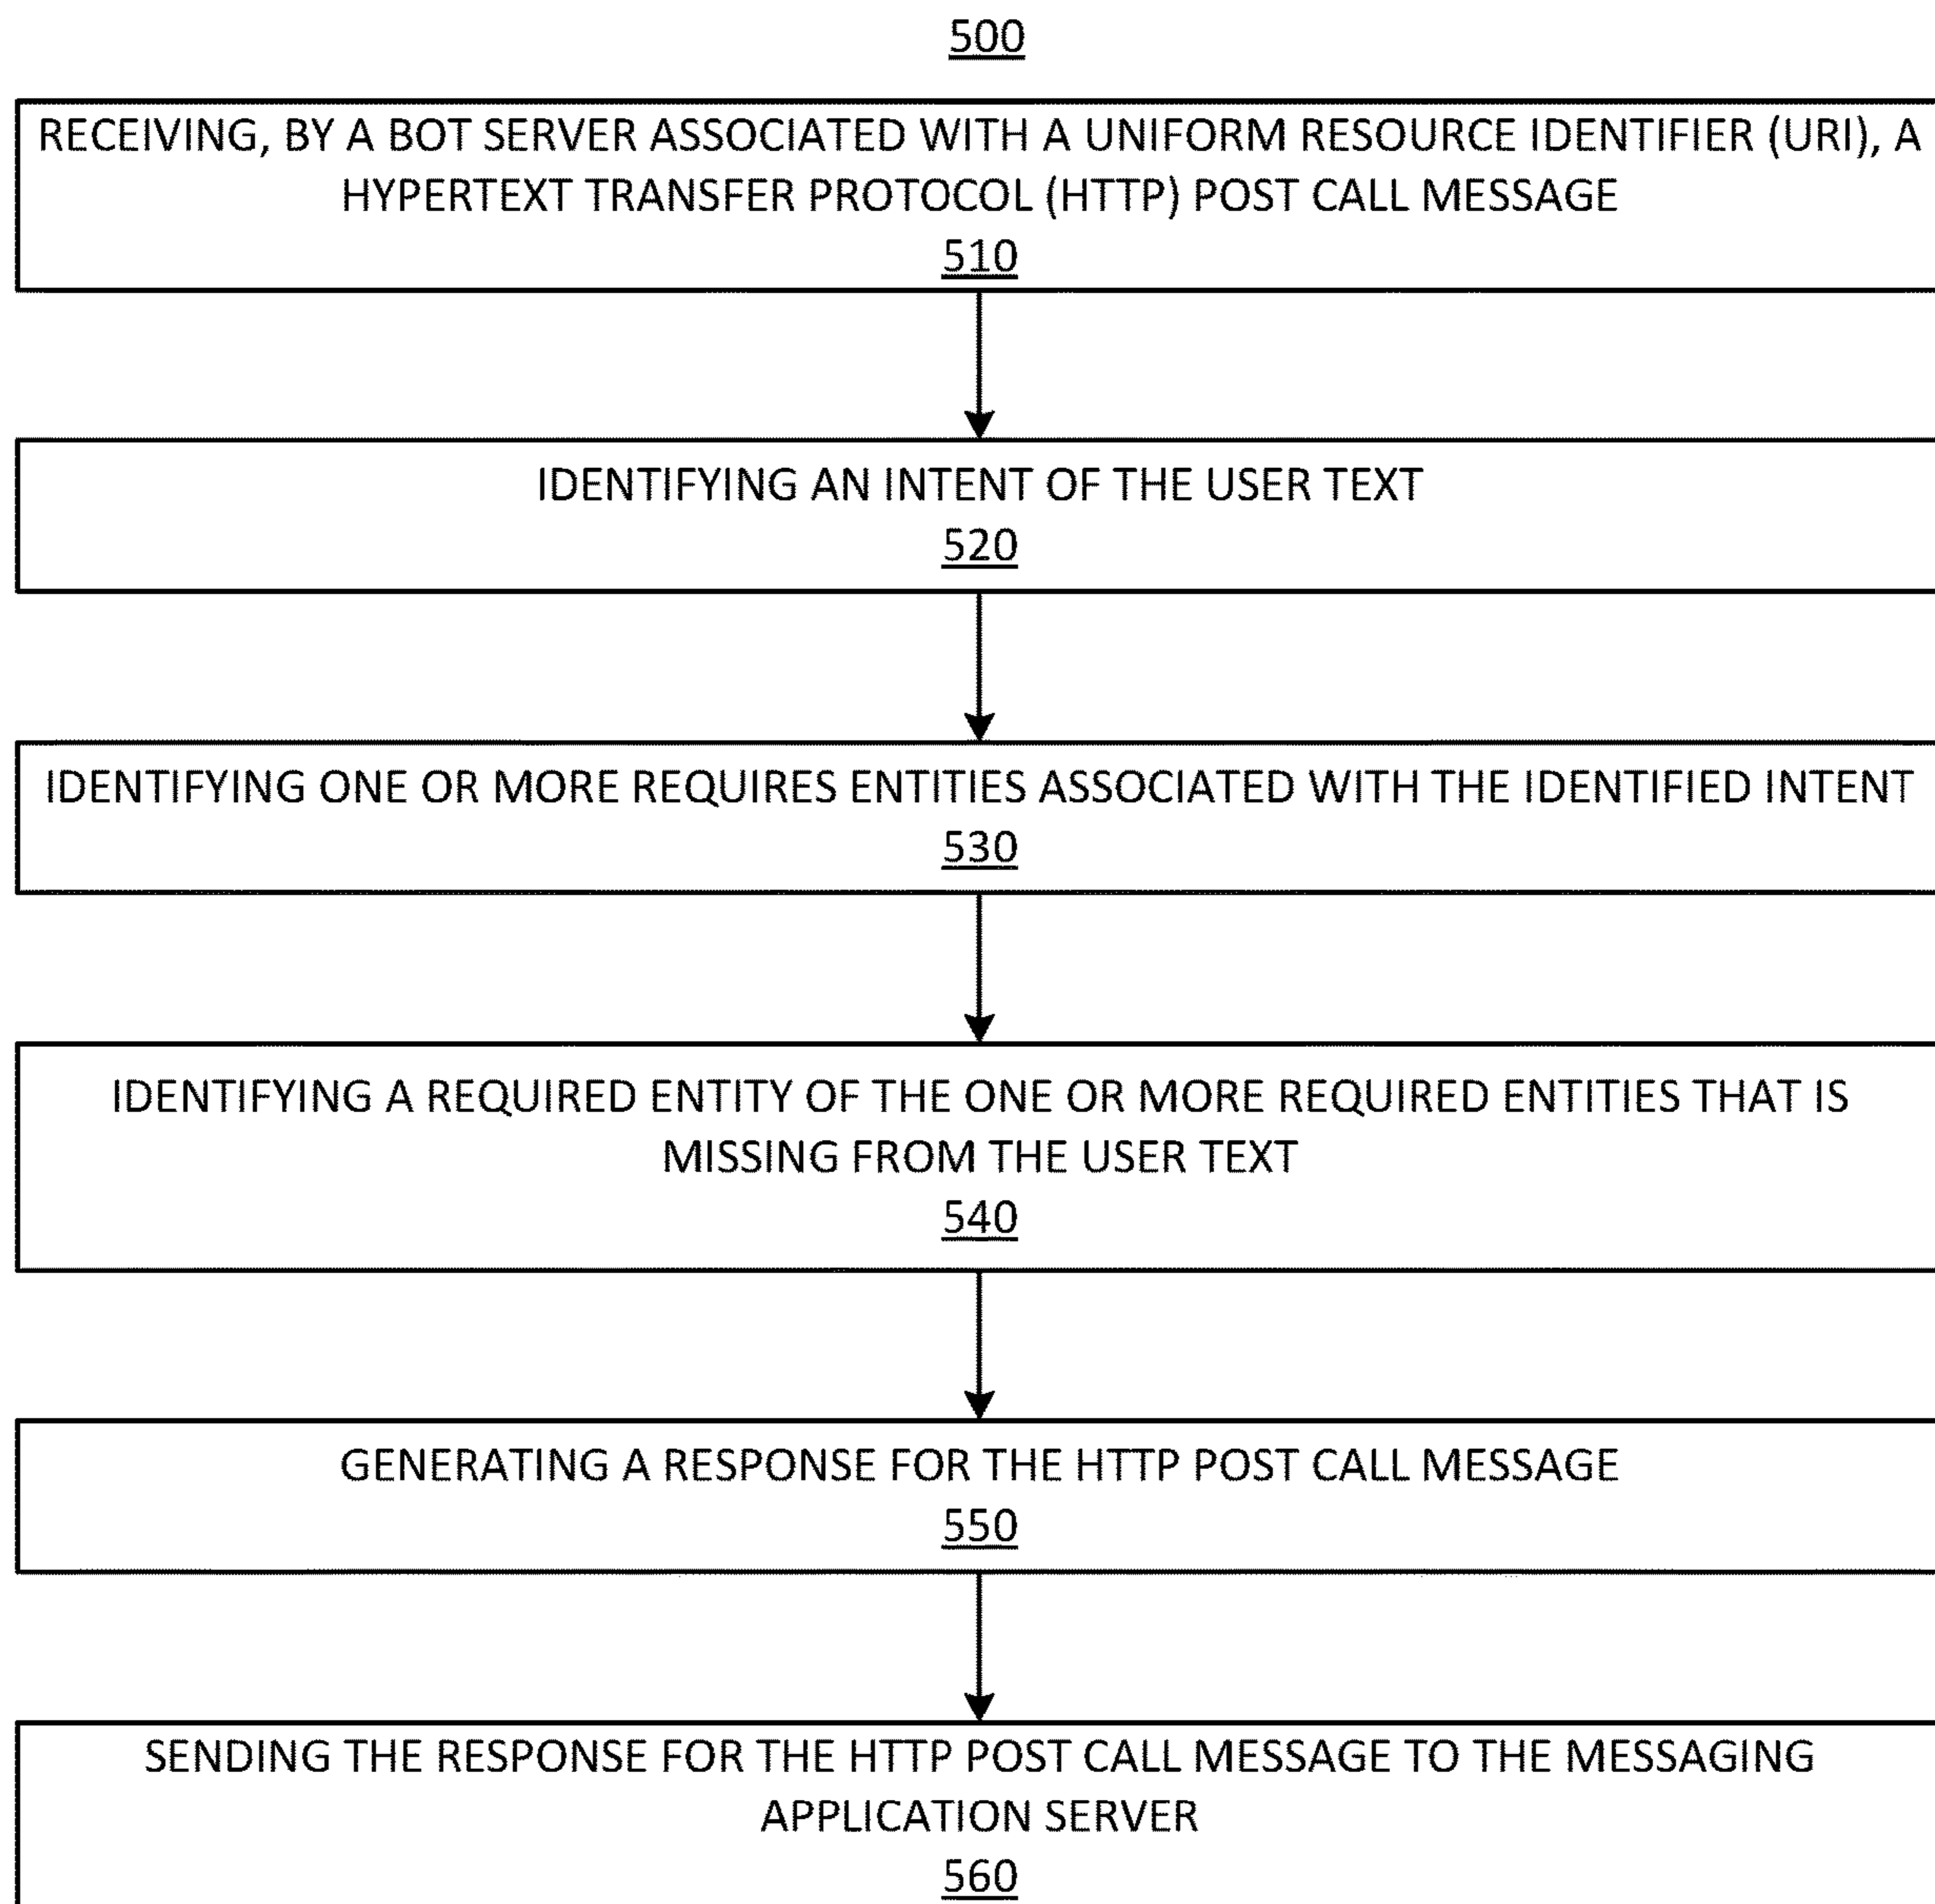 500
RECEIVING, BY A BOT SERVER ASSOCIATED WITH A UNIFORM RESOURCE IDENTIFIER (URI), A
HYPERTEXT TRANSFER PROTOCOL (HTTP) POST CALL MESSAGE
510
IDENTIFYING AN INTENT OF THE USER TEXT
520
IDENTIFYING ONE OR MORE REQUIRES ENTITIES ASSOCIATED WITH THE IDENTIFIED INTENT
530
IDENTIFYING A REQUIRED ENTITY OF THE ONE OR MORE REQUIRED ENTITIES THAT IS
MISSING FROM THE USER TEXT
540
GENERATING A RESPONSE FOR THE HTTP POST CALL MESSAGE
550
SENDING THE RESPONSE FOR THE HTTP POST CALL MESSAGE TO THE MESSAGING
APPLICATION SERVER
560